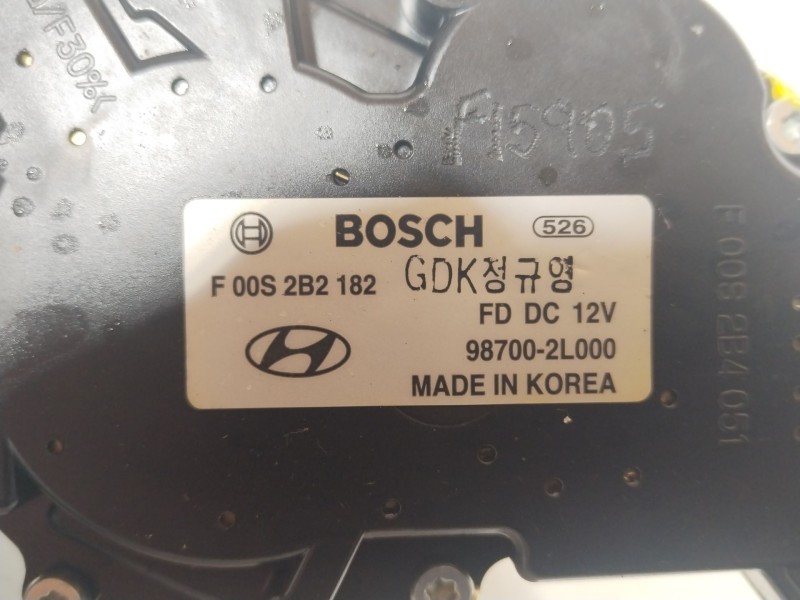 /F30%<
F15905
BOSCH 526
F 00S 2B2 182 GDK정규영
FD DC 12V
98700-2L000
MADE IN KOREA
F 00S 2B4 051